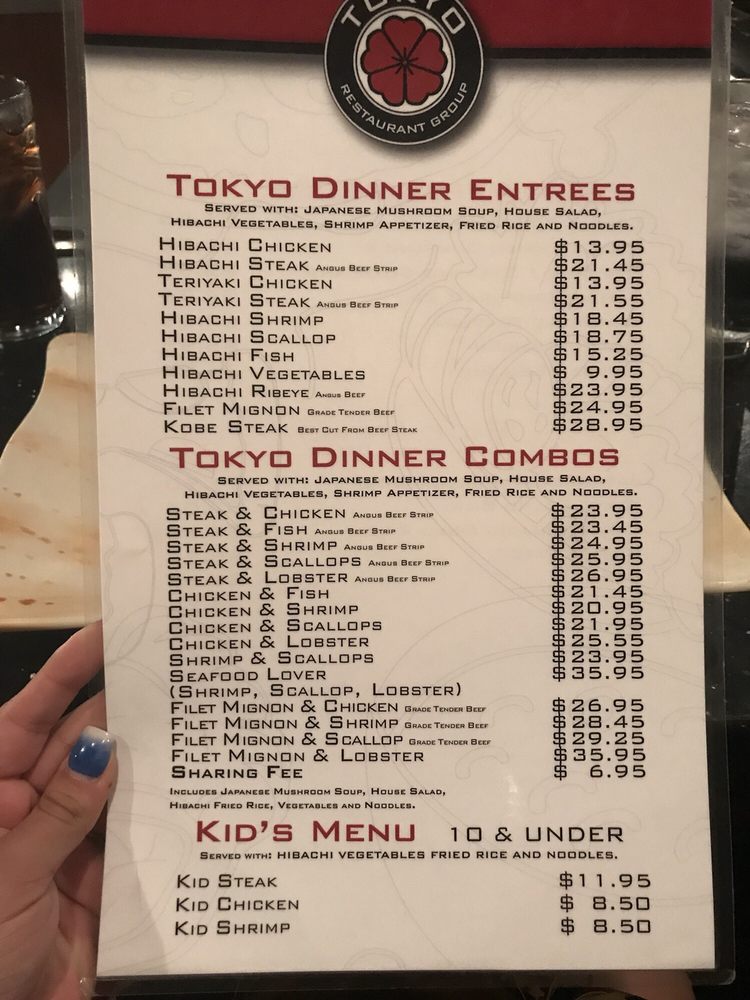 TOKYO
RESTAURANT GROUP
TOKYO DINNER ENTREES
SERVED WITH: JAPANESE MUSHROOM SOUP, HOUSE SALAD,
HIBACHI VEGETABLES, SHRIMP APPETIZER, FRIED RICE AND NOODLES.
HIBACHI CHICKEN $13.95
HIBACHI STEAK ANGUS BEEF STRIP $21.45
TERIYAKI CHICKEN $13.95
TERIYAKI STEAK ANGUS BEEF STRIP $21.55
HIBACHI SHRIMP $18.45
HIBACHI SCALLOP $18.75
HIBACHI FISH $15.25
HIBACHI VEGETABLES $ 9.95
HIBACHI RIBEYE ANGUS BEEF $23.95
FILET MIGNON GRADE TENDER BEEF $24.95
KOBE STEAK BEST CUT FROM BEEF STEAK $28.95
TOKYO DINNER COMBOS
SERVED WITH: JAPANESE MUSHROOM SOUP, HOUSE SALAD,
HIBACHI VEGETABLES, SHRIMP APPETIZER, FRIED RICE AND NOODLES.
STEAK & CHICKEN ANGUS BEEF STRIP $23.95
STEAK & FISH ANGUS BEEF STRIP $23.45
STEAK & SHRIMP ANGUS BEEF STRIP $24.95
STEAK & SCALLOPS ANGUS BEEF STRIP $25.95
STEAK & LOBSTER ANGUS BEEF STRIP $26.95
CHICKEN & FISH $21.45
CHICKEN & SHRIMP $20.95
CHICKEN & SCALLOPS $21.95
CHICKEN & LOBSTER $25.55
SHRIMP & SCALLOPS $23.95
SEAFOOD LOVER $35.95
(SHRIMP, SCALLOP, LOBSTER)
FILET MIGNON & CHICKEN GRADE TENDER BEEF $26.95
FILET MIGNON & SHRIMP GRADE TENDER BEEF $28.45
FILET MIGNON & SCALLOP GRADE TENDER BEEF $29.25
FILET MIGNON & LOBSTER $35.95
SHARING FEE $ 6.95
INCLUDES JAPANESE MUSHROOM SOUP, HOUSE SALAD,
HIBACHI FRIED RICE, VEGETABLES AND NOODLES.
KID'S MENU 10 & UNDER
SERVED WITH: HIBACHI VEGETABLES FRIED RICE AND NOODLES.
KID STEAK $11.95
KID CHICKEN $ 8.50
KID SHRIMP $ 8.50